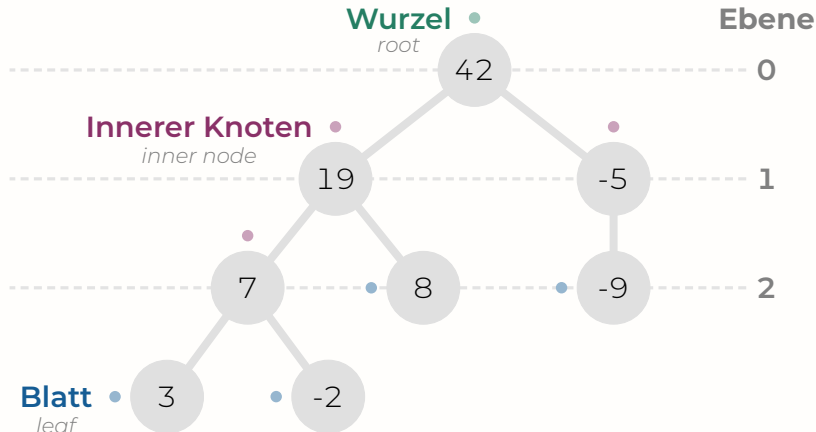 Wurzel
Ebene
root
42
0
Innerer Knoten
inner node
19
-5
1
7
8
-9
2
Blatt
3
-2
leaf